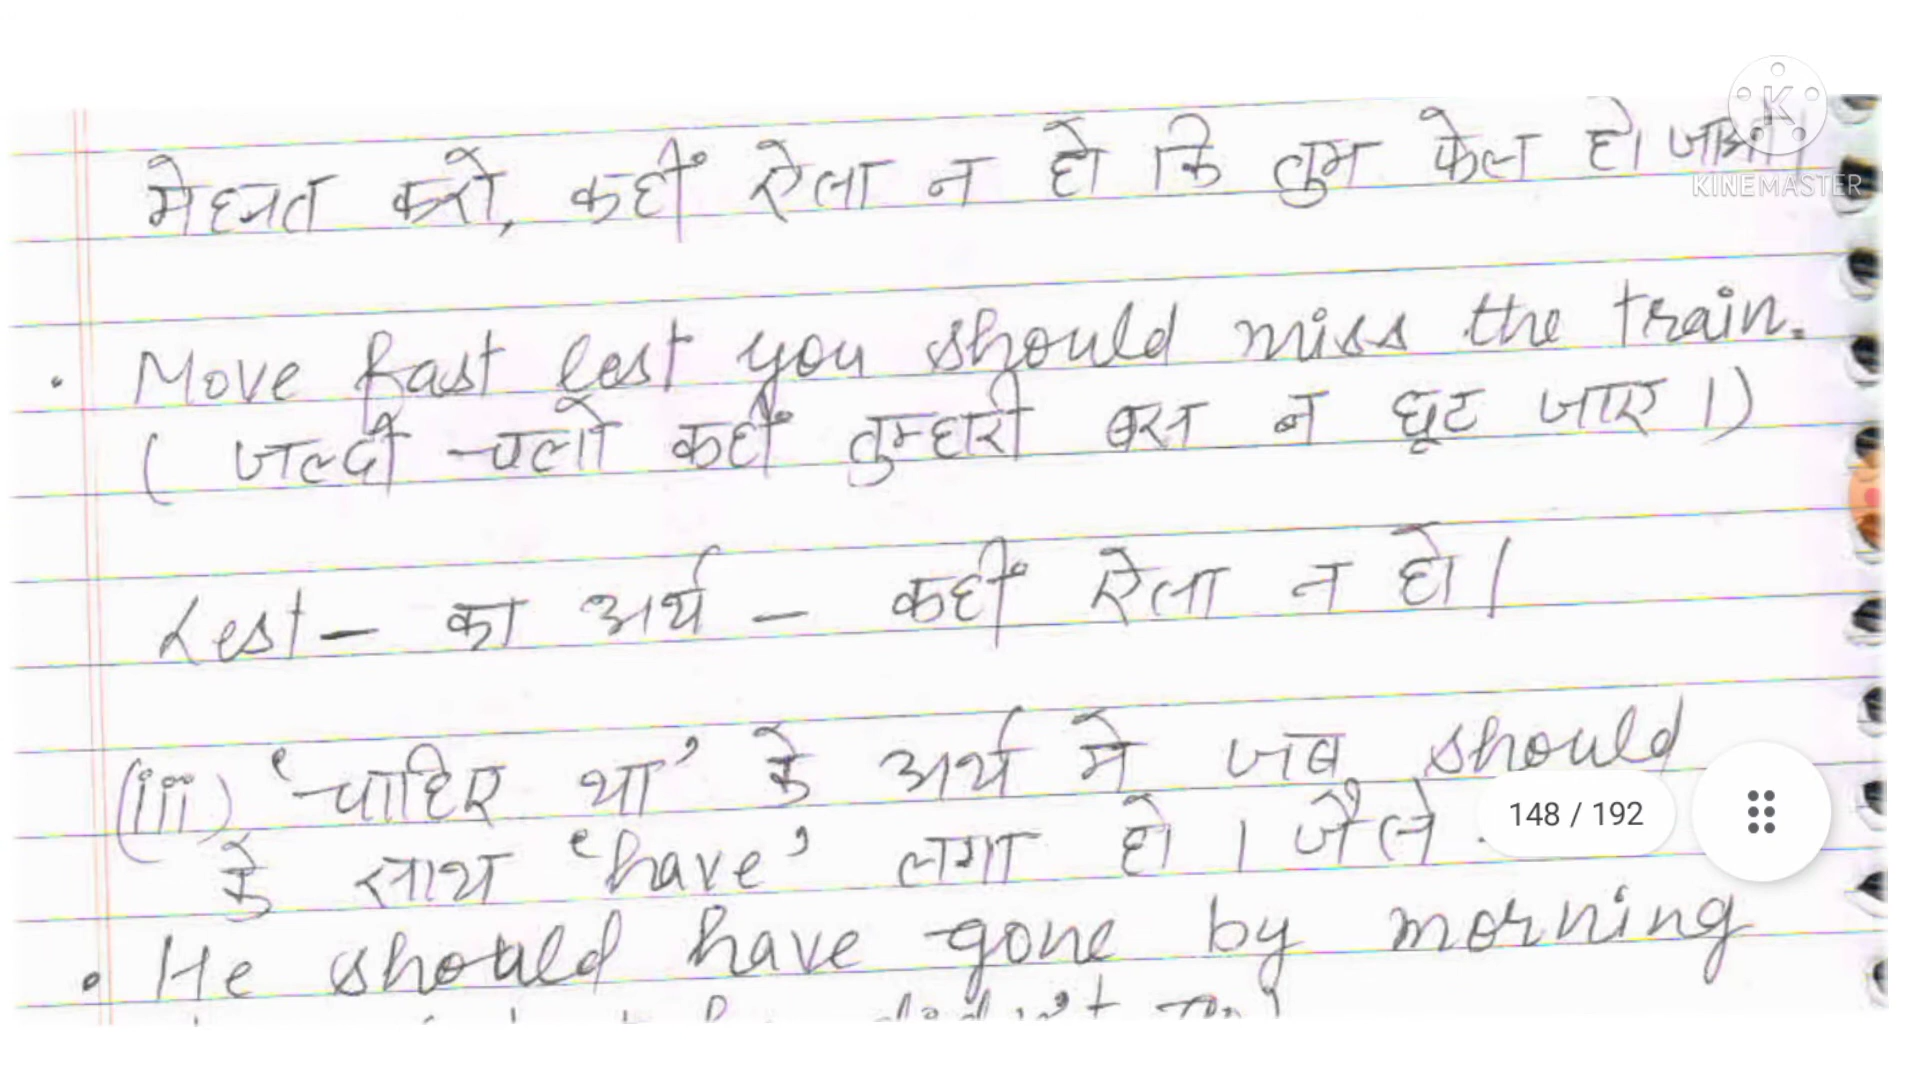 मेहनत करो, कहीं ऐसा न हो कि तुम फेल हो जाओ।
KINEMASTER
• Move fast lest you should miss the train.
( जल्दी चलो कहीं तुम्हारी बस न छूट जाए।)
Lest – का अर्थ – कहीं ऐसा न हो।
(iii) 'चाहिए था' के अर्थ मे जब should
148 / 192
के साथ 'have' लगा हो। जैसे
• He should have gone by morning